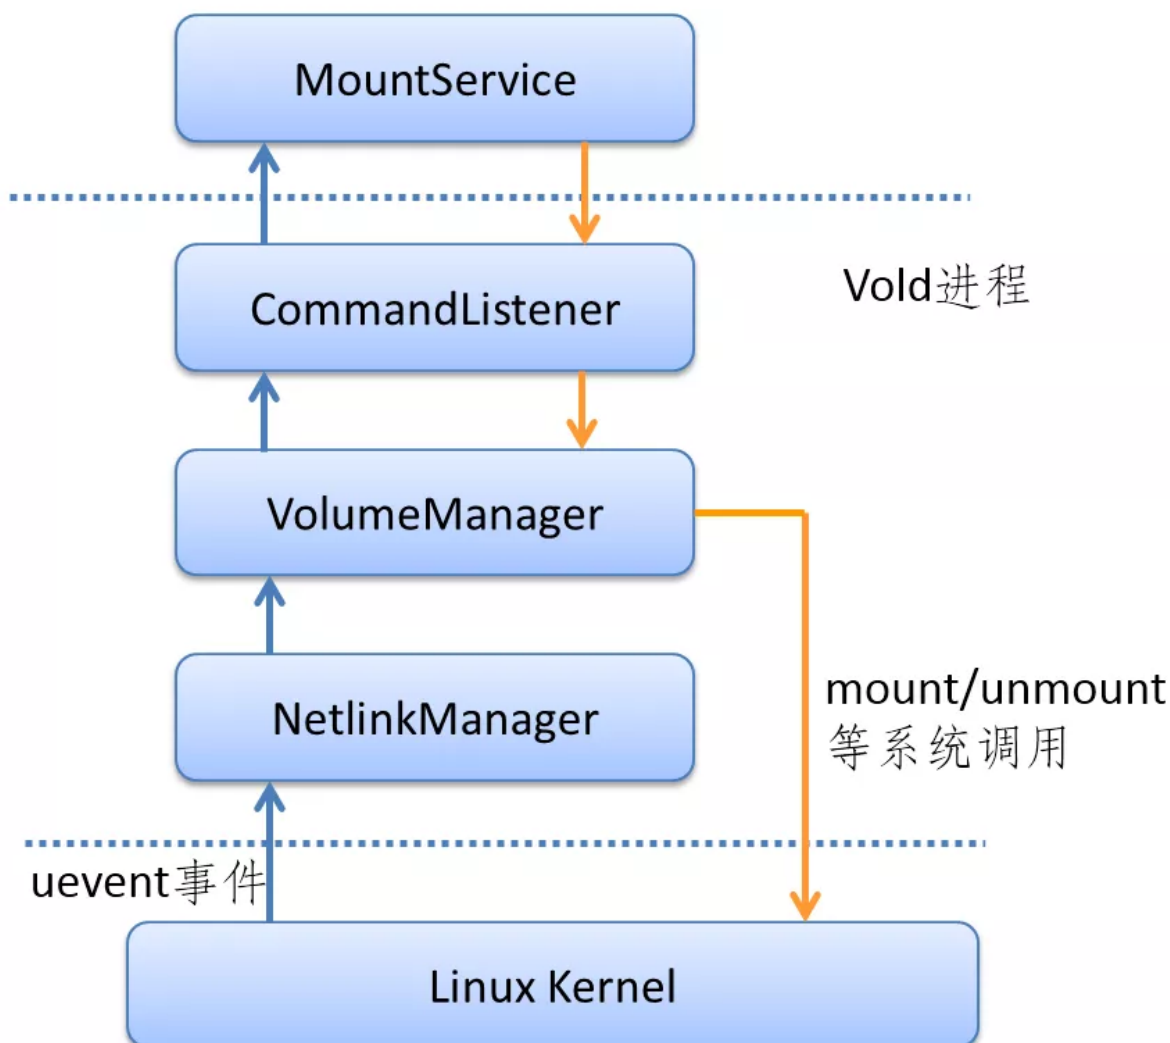 MountService
CommandListener
Vold进程
VolumeManager
NetlinkManager
mount/unmount
等系统调用
uevent事件
Linux Kernel